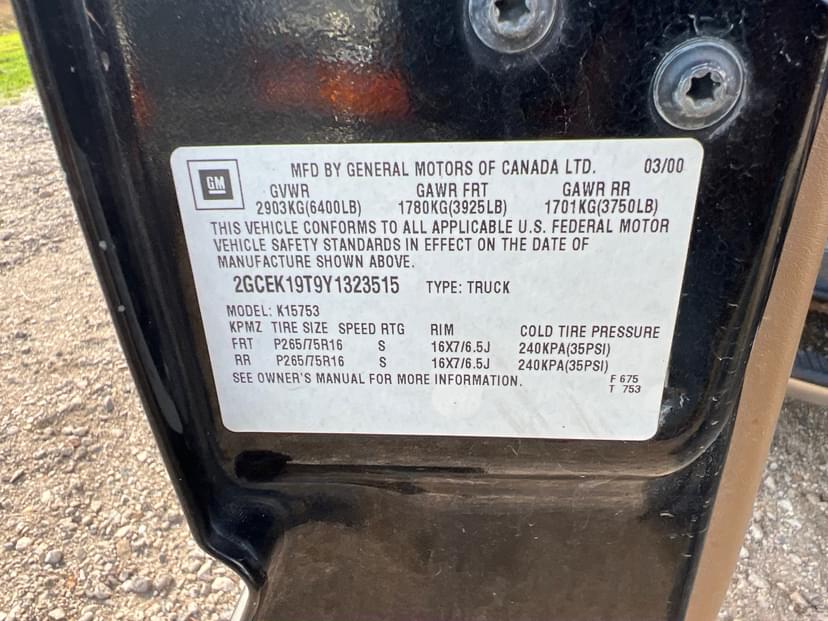 GM MFD BY GENERAL MOTORS OF CANADA LTD. 03/00
GVWR GAWR FRT GAWR RR
2903KG(6400LB) 1780KG(3925LB) 1701KG(3750LB)
THIS VEHICLE CONFORMS TO ALL APPLICABLE U.S. FEDERAL MOTOR
VEHICLE SAFETY STANDARDS IN EFFECT ON THE DATE OF
MANUFACTURE SHOWN ABOVE.
2GCEK19T9Y1323515 TYPE: TRUCK
MODEL: K15753
KPMZ TIRE SIZE SPEED RTG RIM COLD TIRE PRESSURE
FRT P265/75R16 S 16X7/6.5J 240KPA(35PSI)
RR P265/75R16 S 16X7/6.5J 240KPA(35PSI)
SEE OWNER'S MANUAL FOR MORE INFORMATION. F 675
T 753